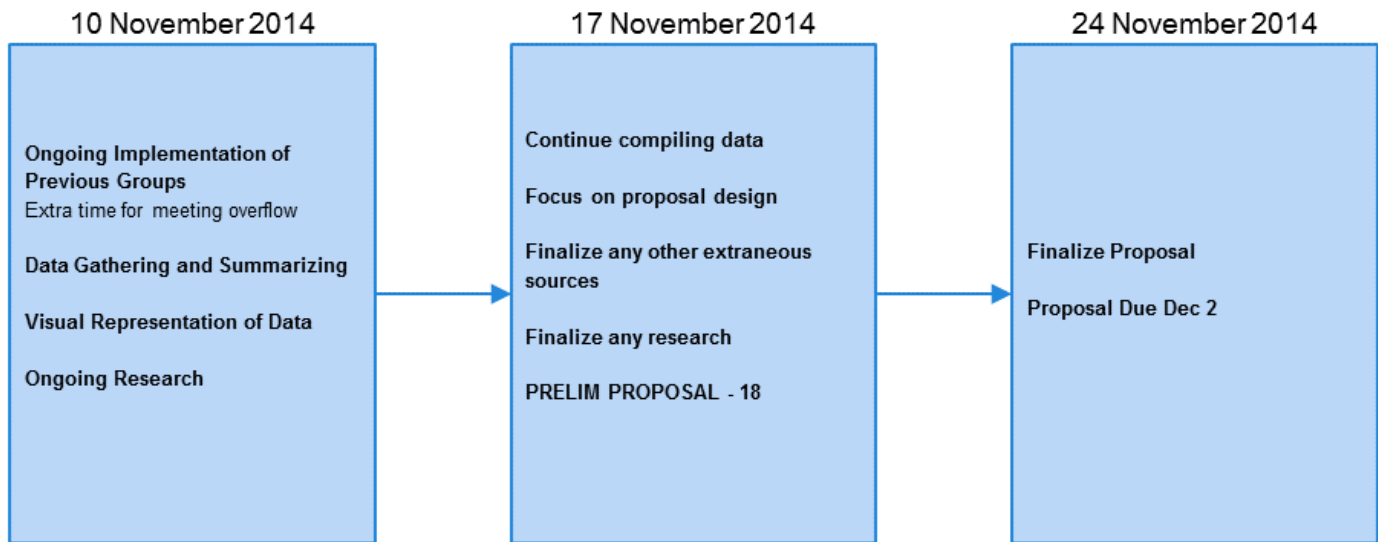 10 November 2014
Ongoing Implementation of
Previous Groups
Extra time for meeting overflow
Data Gathering and Summarizing
Visual Representation of Data
Ongoing Research
17 November 2014
Continue compiling data
Focus on proposal design
Finalize any other extraneous
sources
Finalize any research
PRELIM PROPOSAL - 18
24 November 2014
Finalize Proposal
Proposal Due Dec 2